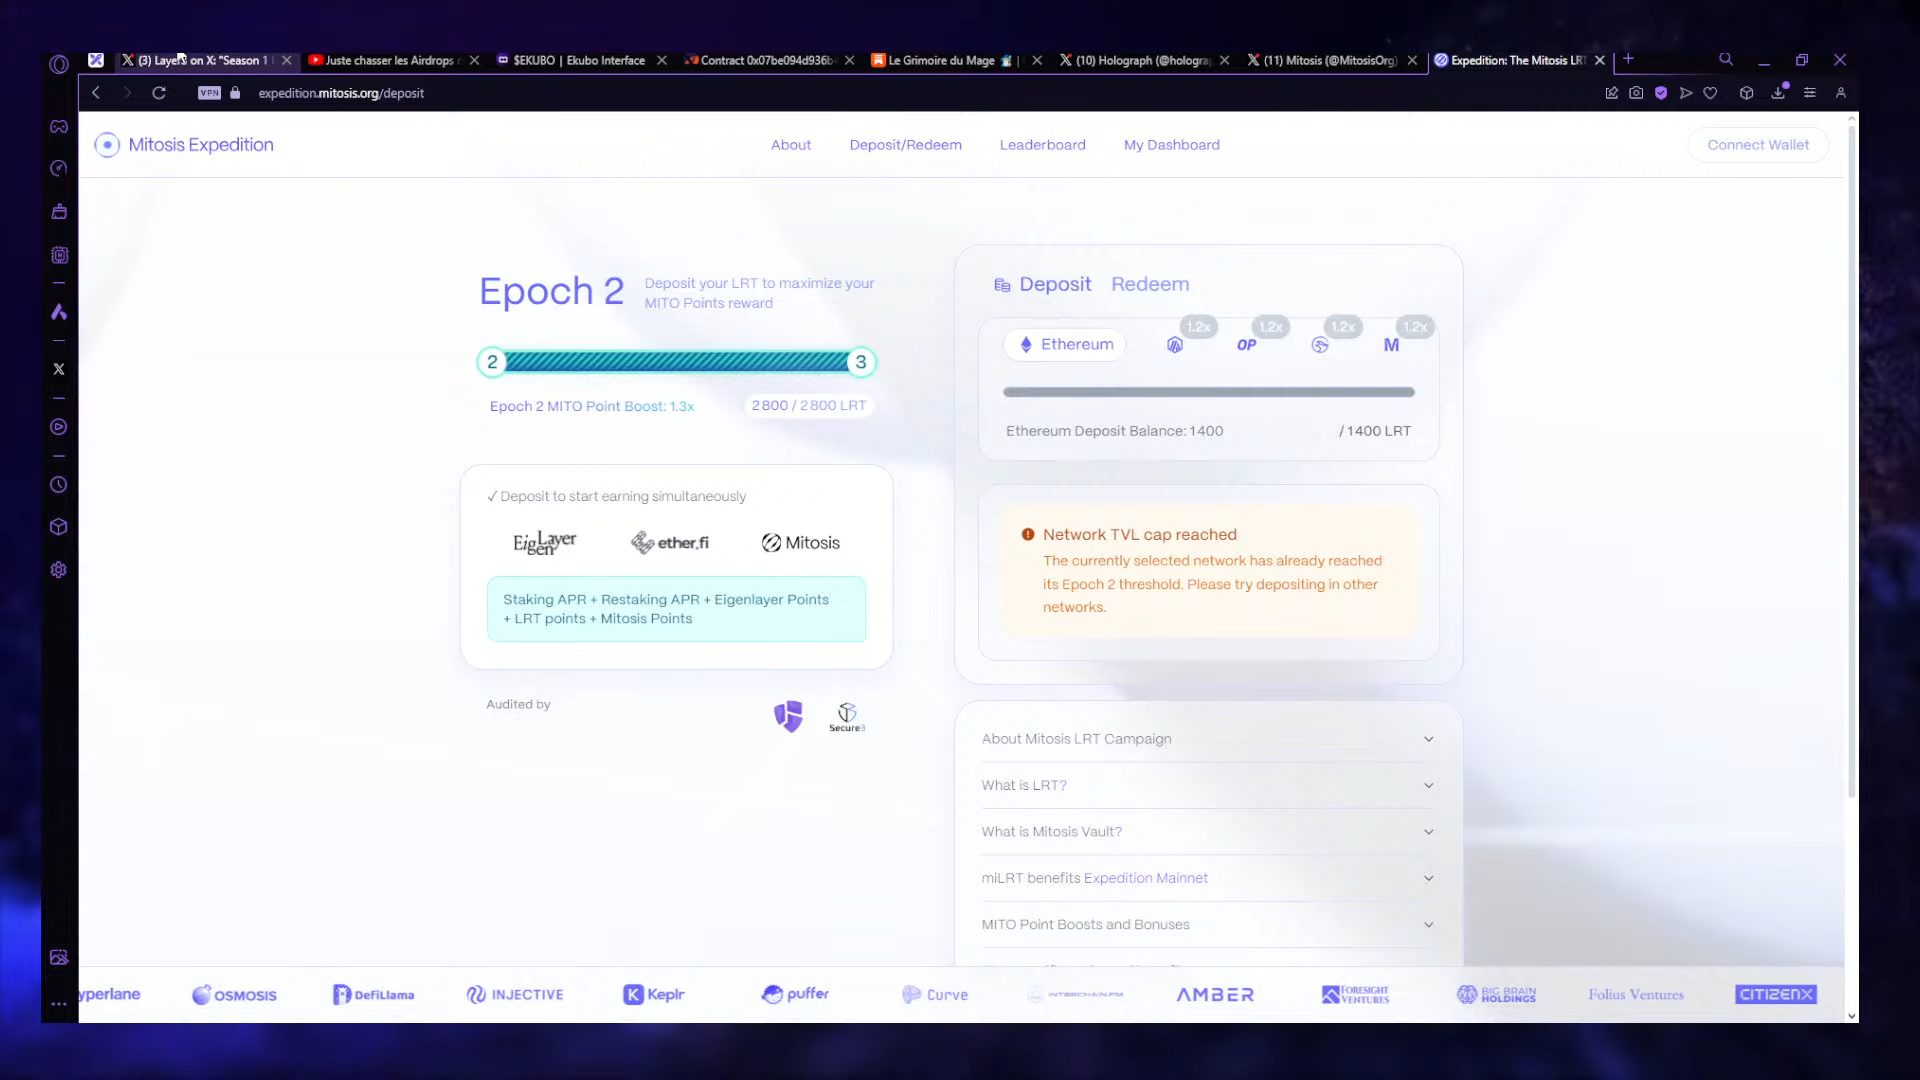 (3) LayerN on X: "Season 1
Juste chasser les Airdrops
$EKUBO | Ekubo Interface
Contract 0x07be094d936b
Le Grimoire du Mage
(10) Holograph (@hologra
(11) Mitosis (@MitosisOrg)
Expedition: The Mitosis LRT
VPN
expedition.mitosis.org/deposit
Mitosis Expedition
About
Deposit/Redeem
Leaderboard
My Dashboard
Connect Wallet
Epoch 2
Deposit your LRT to maximize your
MITO Points reward
2
3
Epoch 2 MITO Point Boost: 1.3x
2800 / 2800 LRT
✓ Deposit to start earning simultaneously
EigenLayer
ether.fi
Mitosis
Staking APR + Restaking APR + Eigenlayer Points
+ LRT points + Mitosis Points
Audited by
Secure3
Deposit
Redeem
1.2x
1.2x
1.2x
1.2x
Ethereum
OP
M
Ethereum Deposit Balance: 1400
/ 1400 LRT
Network TVL cap reached
The currently selected network has already reached
its Epoch 2 threshold. Please try depositing in other
networks.
About Mitosis LRT Campaign
What is LRT?
What is Mitosis Vault?
miLRT benefits Expedition Mainnet
MITO Point Boosts and Bonuses
yperlane
OSMOSIS
DefiLlama
INJECTIVE
Keplr
puffer
Curve
INTERCHAIN.FM
AMBER
FORESIGHT VENTURES
BIG BRAIN HOLDINGS
Folius Ventures
CITIZENX